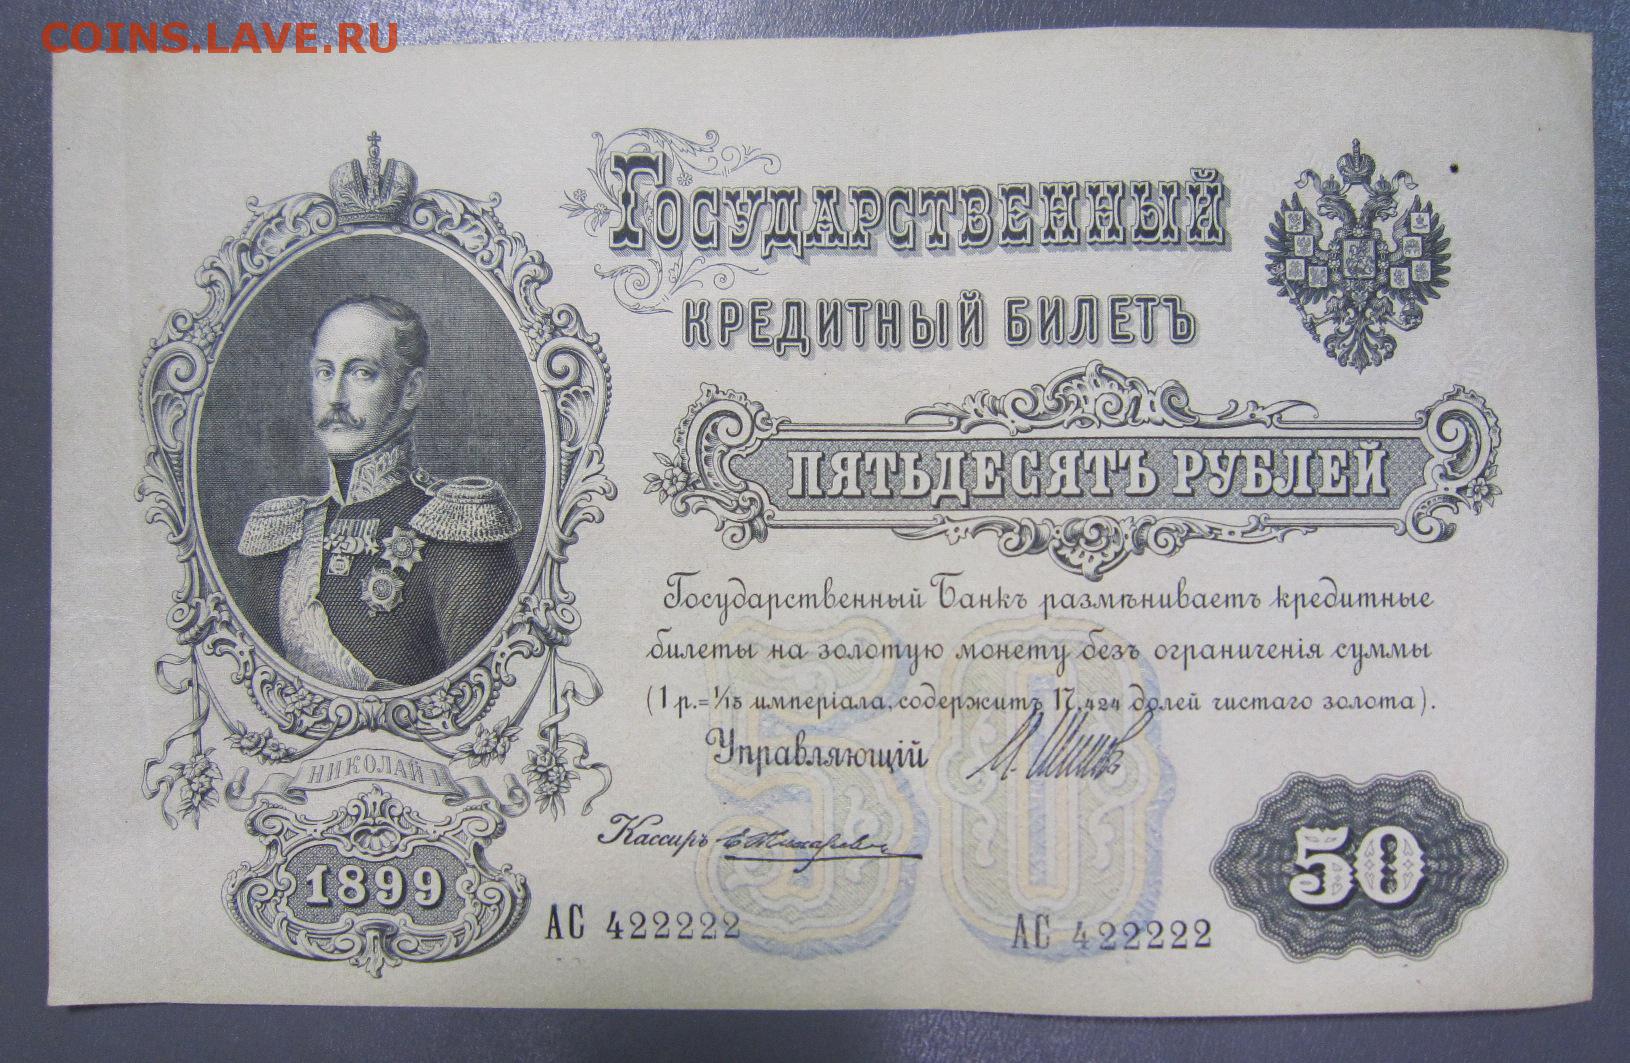 COINS.LAVE.RU
ГОСУДАРСТВЕННЫЙ
КРЕДИТНЫЙ БИЛЕТЪ
ПЯТЬДЕСЯТЪ РУБЛЕЙ
Государственный Банкъ размѣниваетъ кредитные
билеты на золотую монету безъ ограниченія суммы
(1 р.= 1/15 имперіала, содержитъ 17,424 долей чистаго золота).
Управляющій И. Шипов
Кассиръ
НИКОЛАЙ I
1899
50
50
АС 422222
АС 422222